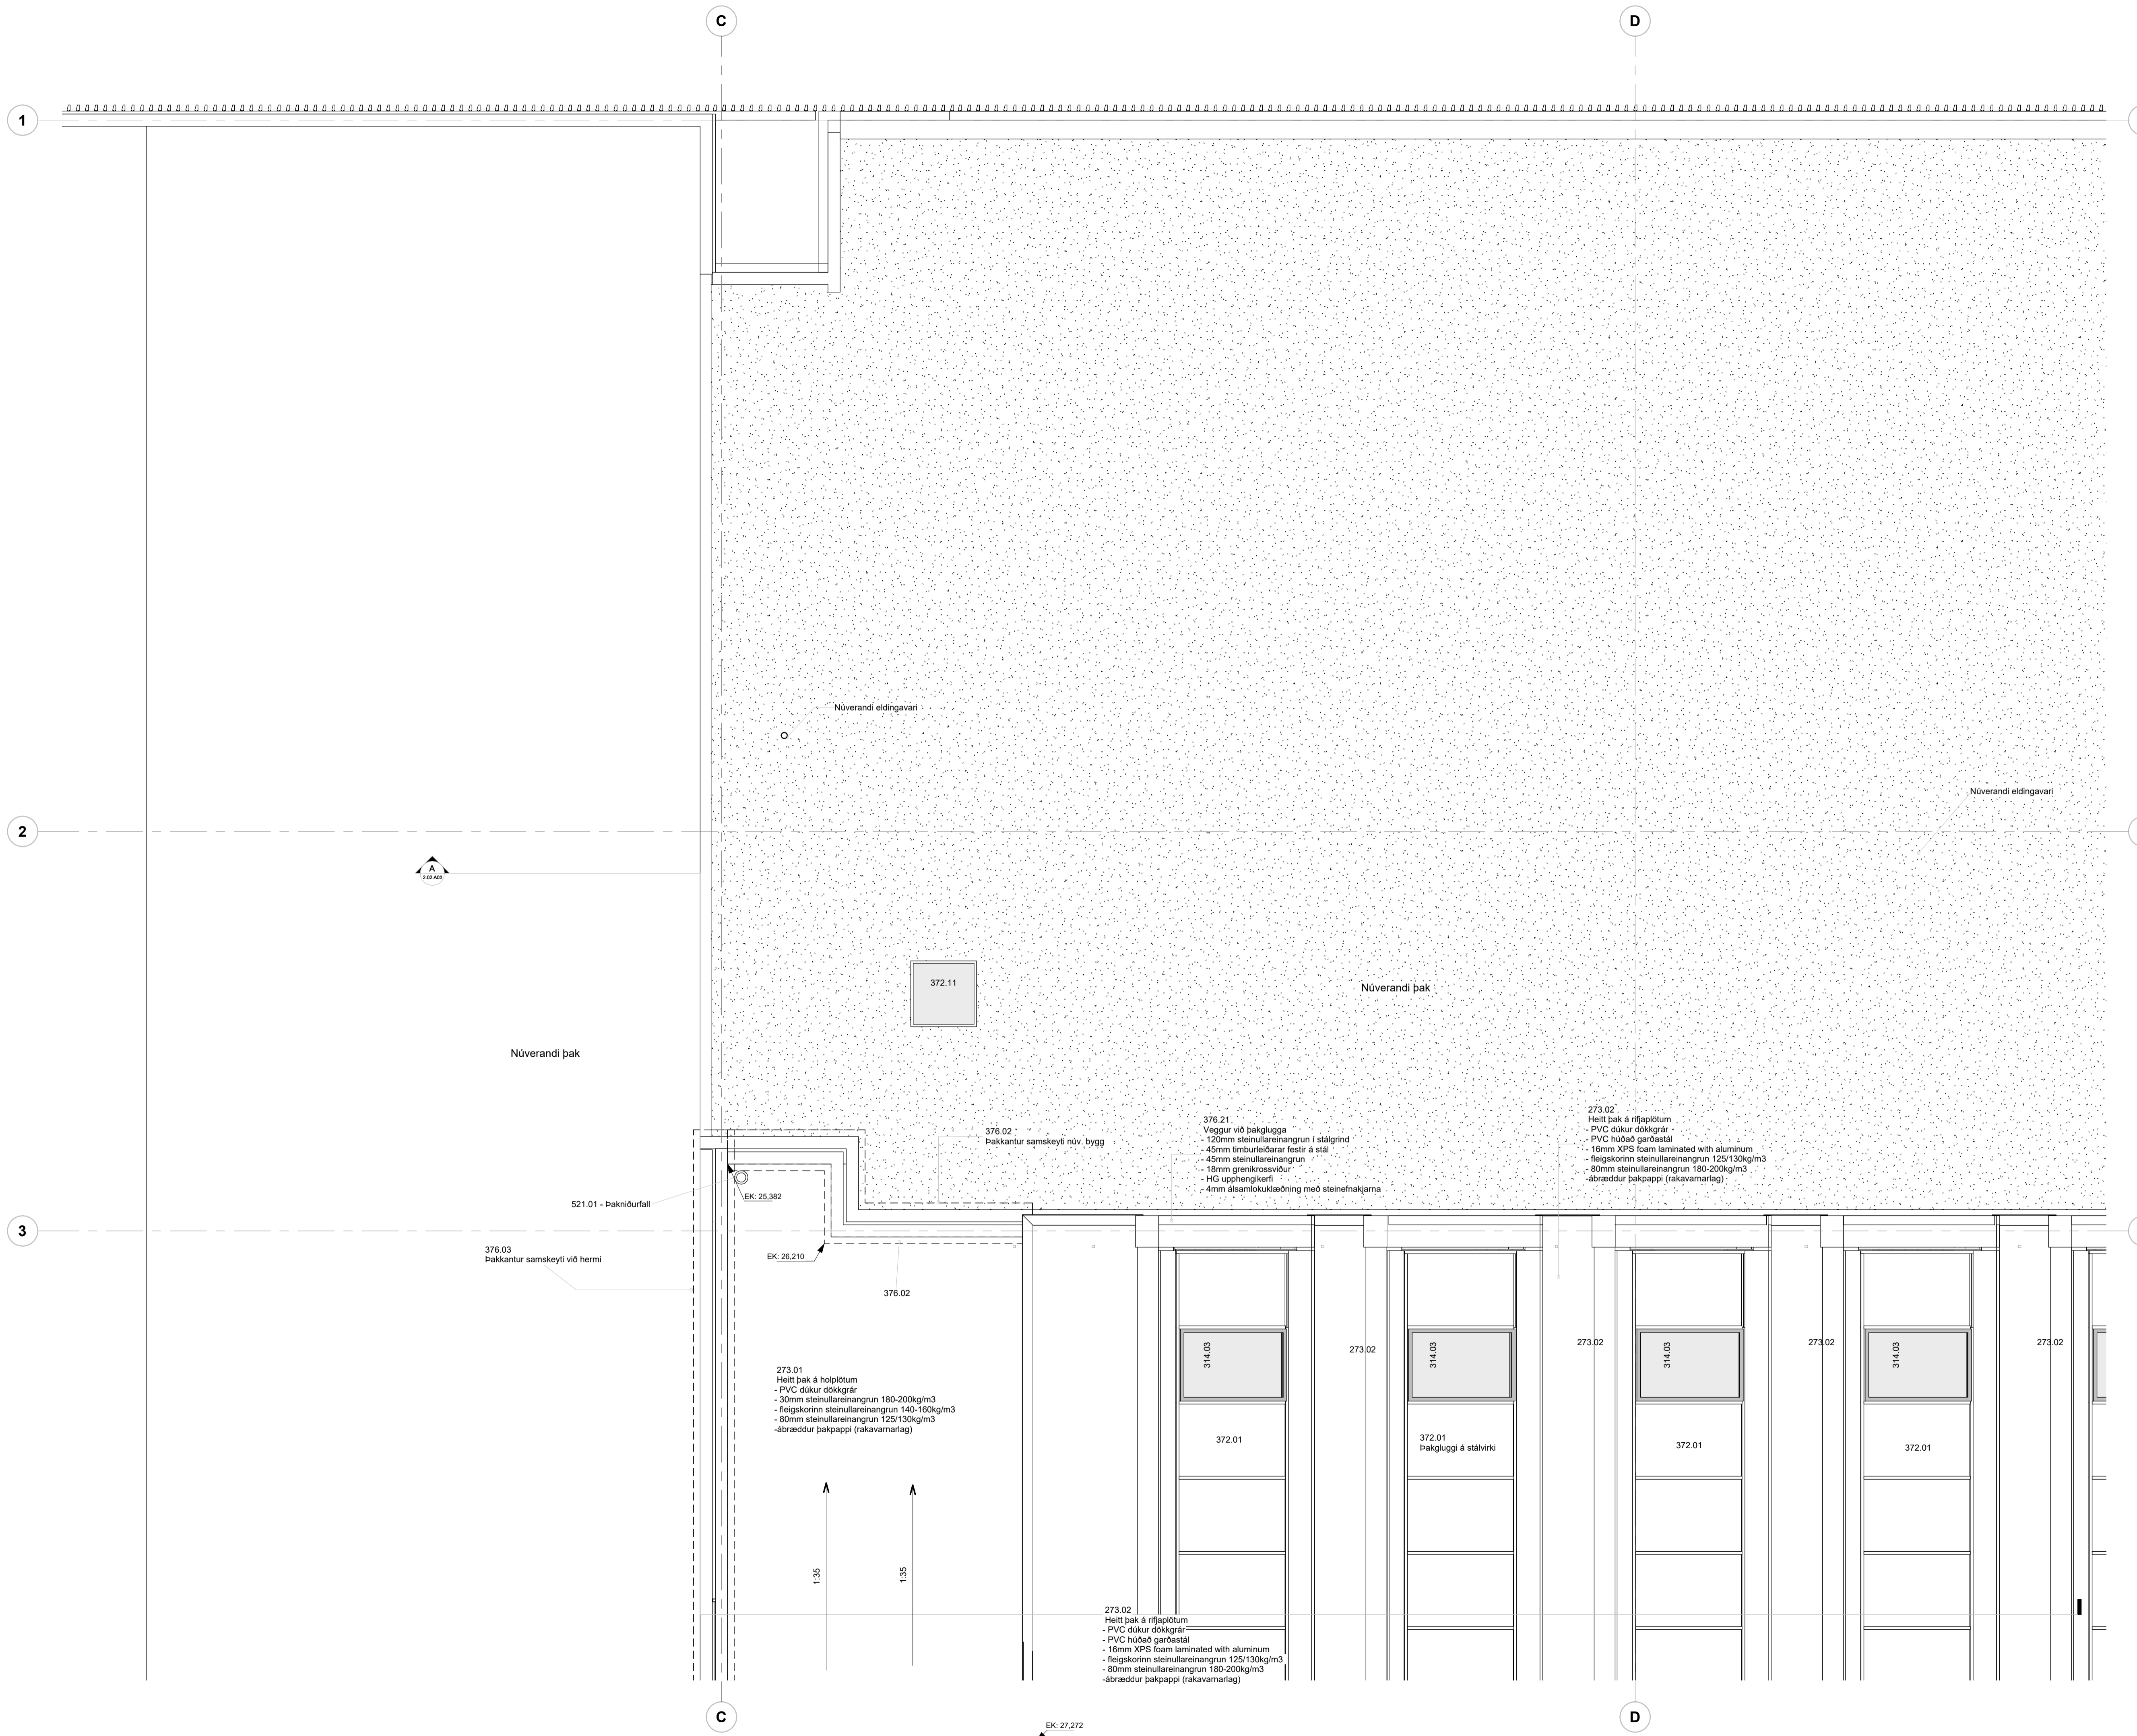 C
D
1
Núverandi eldingavari
Núverandi eldingavari
2
A
2.02.A02
372.11
Núverandi þak
Núverandi þak
376.02
Þakkantur samskeyti núv. bygg
376.21
Veggur við þakglugga
- 120mm steinullareinangrun í stálgrind
- 45mm timburleiðarar festir á stál
- 45mm steinullareinangrun
- 18mm grenikrossviður
- HG upphengikerfi
- 4mm álsamlokuklæðning með steinefnakjarna
273.02
Heitt þak á rifjaplötum
- PVC dúkur dökkgrár
- PVC húðað garðastál
- 16mm XPS foam laminated with aluminum
- fleigskorinn steinullareinangrun 125/130kg/m3
- 80mm steinullareinangrun 180-200kg/m3
-ábræddur þakpappi (rakavarnarlag)
EK: 25,382
521.01 - Þakniðurfall
3
376.03
Þakkantur samskeyti við hermi
EK: 26,210
376.02
314.03
273.02
314.03
273.02
314.03
273.02
314.03
273.02
273.01
Heitt þak á holplötum
- PVC dúkur dökkgrár
- 30mm steinullareinangrun 180-200kg/m3
- fleigskorinn steinullareinangrun 140-160kg/m3
- 80mm steinullareinangrun 125/130kg/m3
-ábræddur þakpappi (rakavarnarlag)
372.01
372.01
Þakgluggi á stálvirki
372.01
372.01
1:35
1:35
273.02
Heitt þak á rifjaplötum
- PVC dúkur dökkgrár
- PVC húðað garðastál
- 16mm XPS foam laminated with aluminum
- fleigskorinn steinullareinangrun 125/130kg/m3
- 80mm steinullareinangrun 180-200kg/m3
-ábræddur þakpappi (rakavarnarlag)
C
D
EK: 27,272